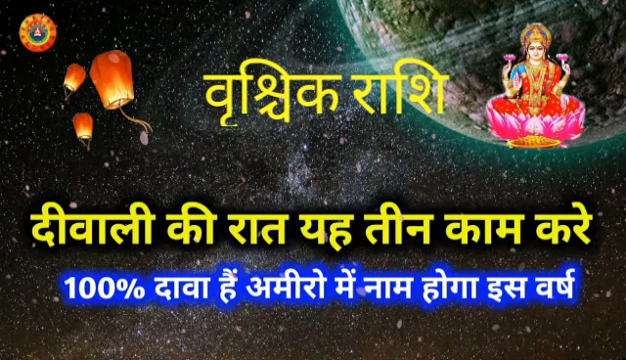 वृश्चिक राशि
दीवाली की रात यह तीन काम करे
100% दावा हैं अमीरो में नाम होगा इस वर्ष